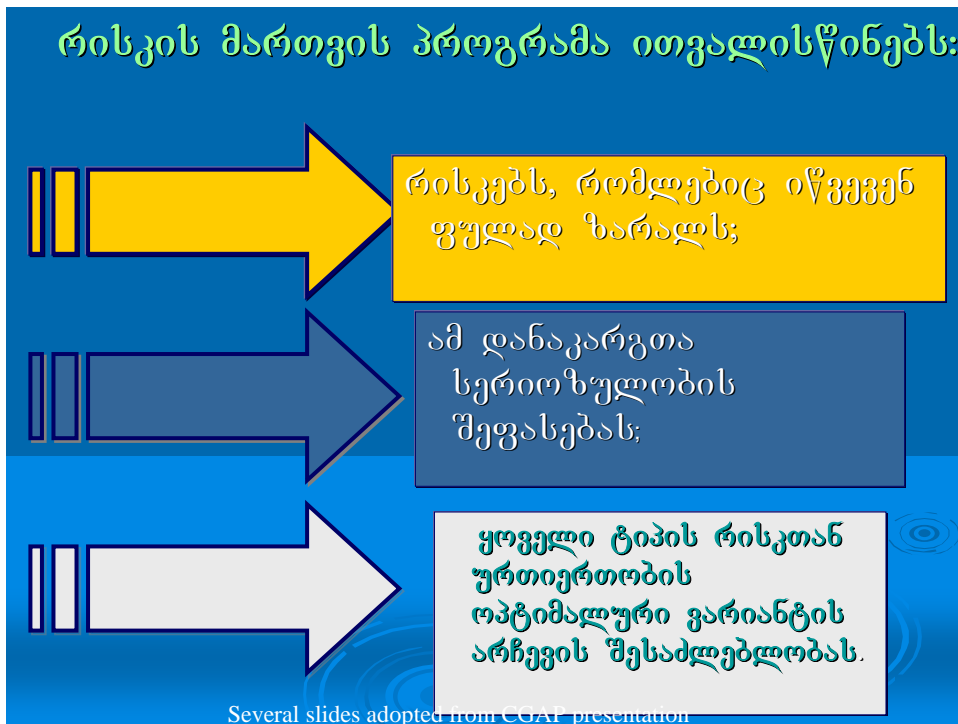 რისკის მართვის პროგრამა ითვალისწინებს:
რისკებს, რომლებიც იწვევენ
ფულად ზარალს;
ამ დანაკარგთა
სერიოზულობის
შეფასებას;
ყოველი ტიპის რისკთან
ურთიერთობის
ოპტიმალური ვარიანტის
არჩევის შესაძლებლობას.
Several slides adopted from CGAP presentation